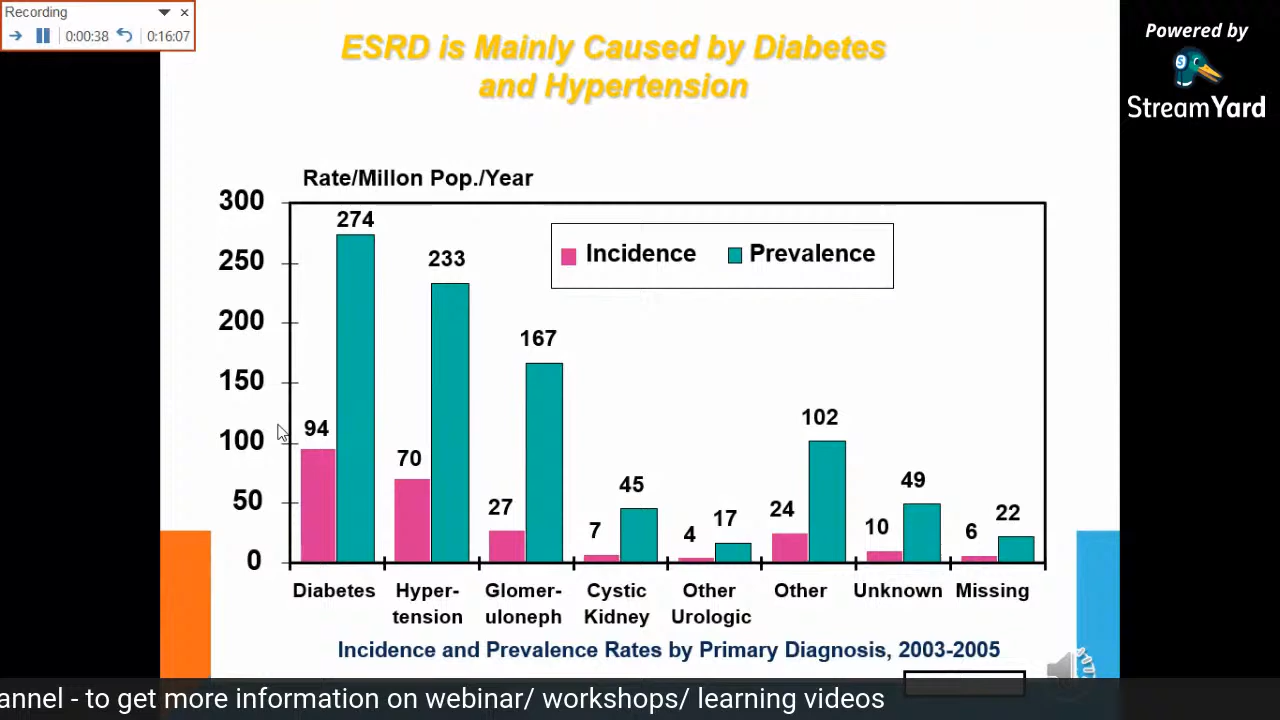 Recording
0:00:38
0:16:07
ESRD is Mainly Caused by Diabetes
and Hypertension
Powered by
S
StreamYard
Rate/Millon Pop./Year
300
250
200
150
100
50
0
Incidence
Prevalence
274
94
233
70
167
27
45
7
17
4
102
24
49
10
22
6
Diabetes
Hyper-
tension
Glomer-
uloneph
Cystic
Kidney
Other
Urologic
Other
Unknown
Missing
Incidence and Prevalence Rates by Primary Diagnosis, 2003-2005
annel - to get more information on webinar/ workshops/ learning videos